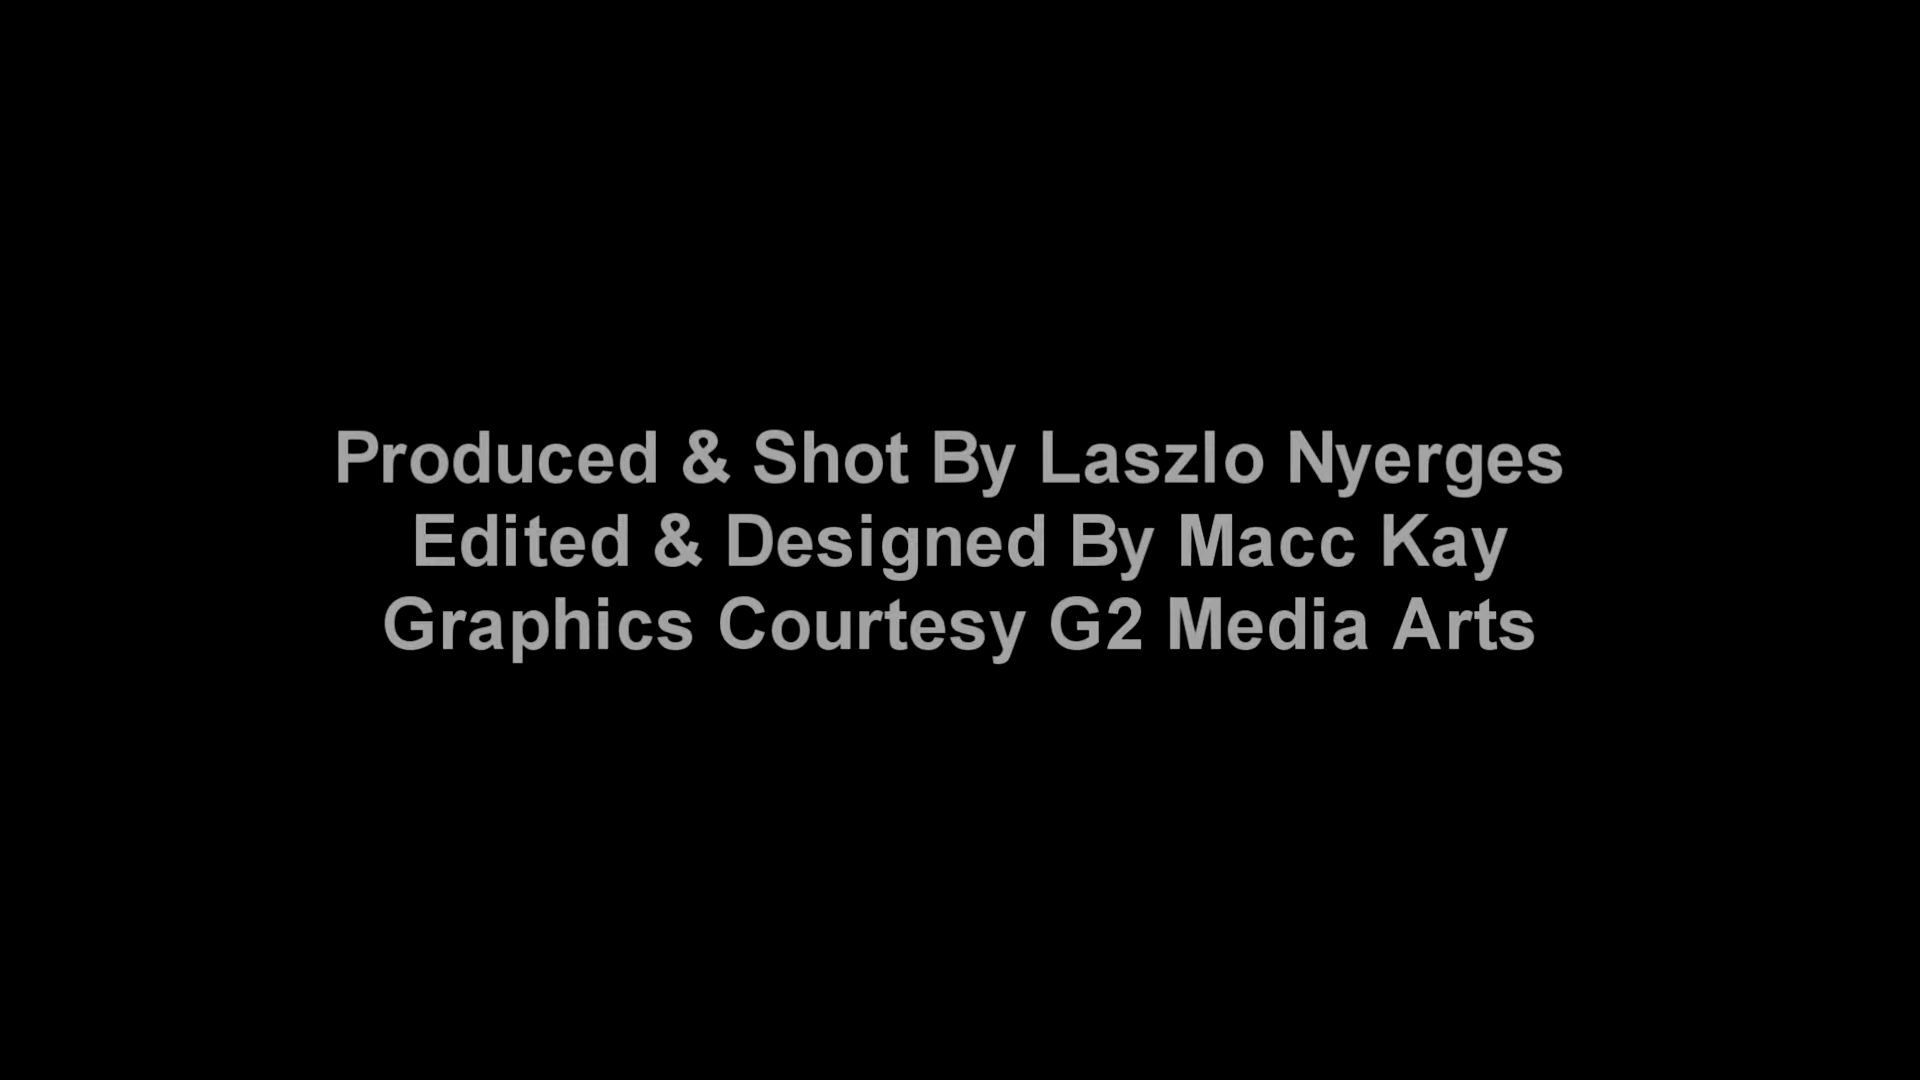 Produced & Shot By Laszlo Nyerges
Edited & Designed By Macc Kay
Graphics Courtesy G2 Media Arts